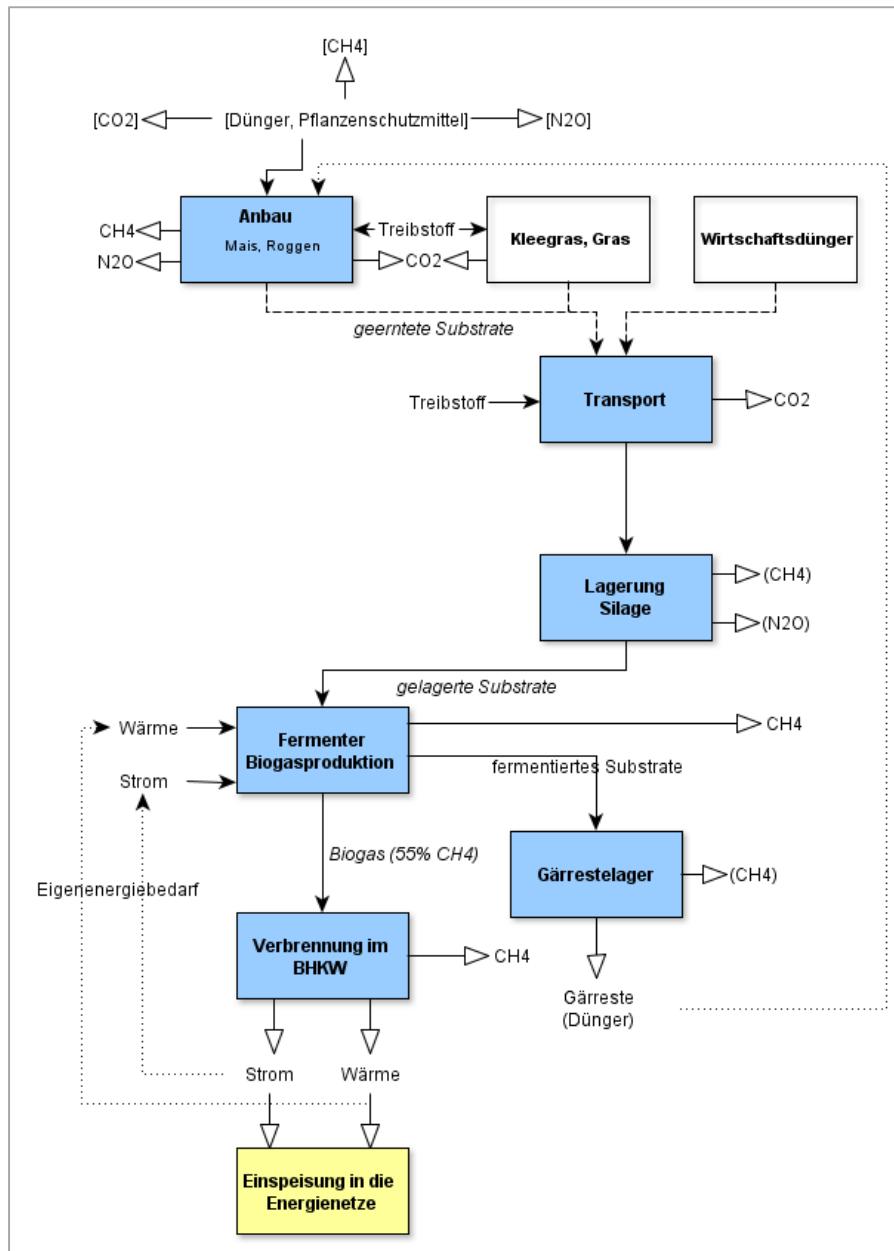 [CH4]
[CO2]
[Dünger, Pflanzenschutzmittel]
[N2O]
Anbau
Mais, Roggen
CH4
N2O
Treibstoff
CO2
Kleegras, Gras
Wirtschaftsdünger
geerntete Substrate
Treibstoff
Transport
CO2
Lagerung
Silage
(CH4)
(N2O)
gelagerte Substrate
Wärme
Strom
Fermenter
Biogasproduktion
CH4
fermentiertes Substrate
Biogas (55% CH4)
Gärrestelager
(CH4)
Eigenenergiebedarf
Verbrennung im
BHKW
CH4
Gärreste
(Dünger)
Strom
Wärme
Einspeisung in die
Energienetze